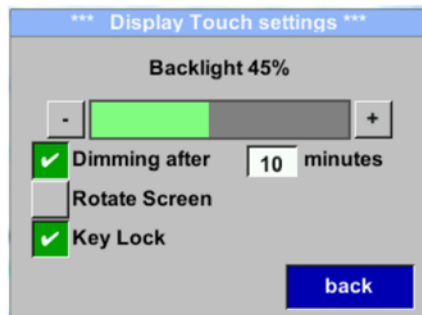 *** Display Touch settings ***
Backlight 45%
- +
Dimming after 10 minutes
Rotate Screen
Key Lock
back